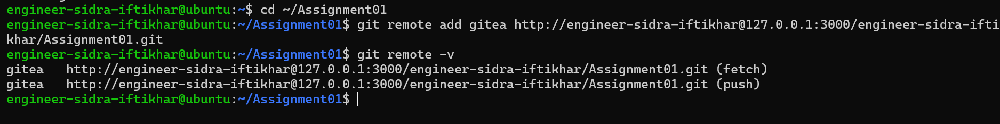 engineer-sidra-iftikhar@ubuntu:~$ cd ~/Assignment01
engineer-sidra-iftikhar@ubuntu:~/Assignment01$ git remote add gitea http://engineer-sidra-iftikhar@127.0.0.1:3000/engineer-sidra-ifti
khar/Assignment01.git
engineer-sidra-iftikhar@ubuntu:~/Assignment01$ git remote -v
gitea   http://engineer-sidra-iftikhar@127.0.0.1:3000/engineer-sidra-iftikhar/Assignment01.git (fetch)
gitea   http://engineer-sidra-iftikhar@127.0.0.1:3000/engineer-sidra-iftikhar/Assignment01.git (push)
engineer-sidra-iftikhar@ubuntu:~/Assignment01$